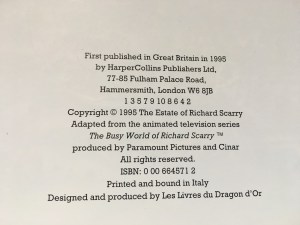 First published in Great Britain in 1995
by HarperCollins Publishers Ltd,
77-85 Fulham Palace Road,
Hammersmith, London W6 8JB
1 3 5 7 9 10 8 6 4 2
Copyright © 1995 The Estate of Richard Scarry
Adapted from the animated television series
The Busy World of Richard Scarry ™
produced by Paramount Pictures and Cinar
All rights reserved.
ISBN: 0 00 664571 2
Printed and bound in Italy
Designed and produced by Les Livres du Dragon d'Or